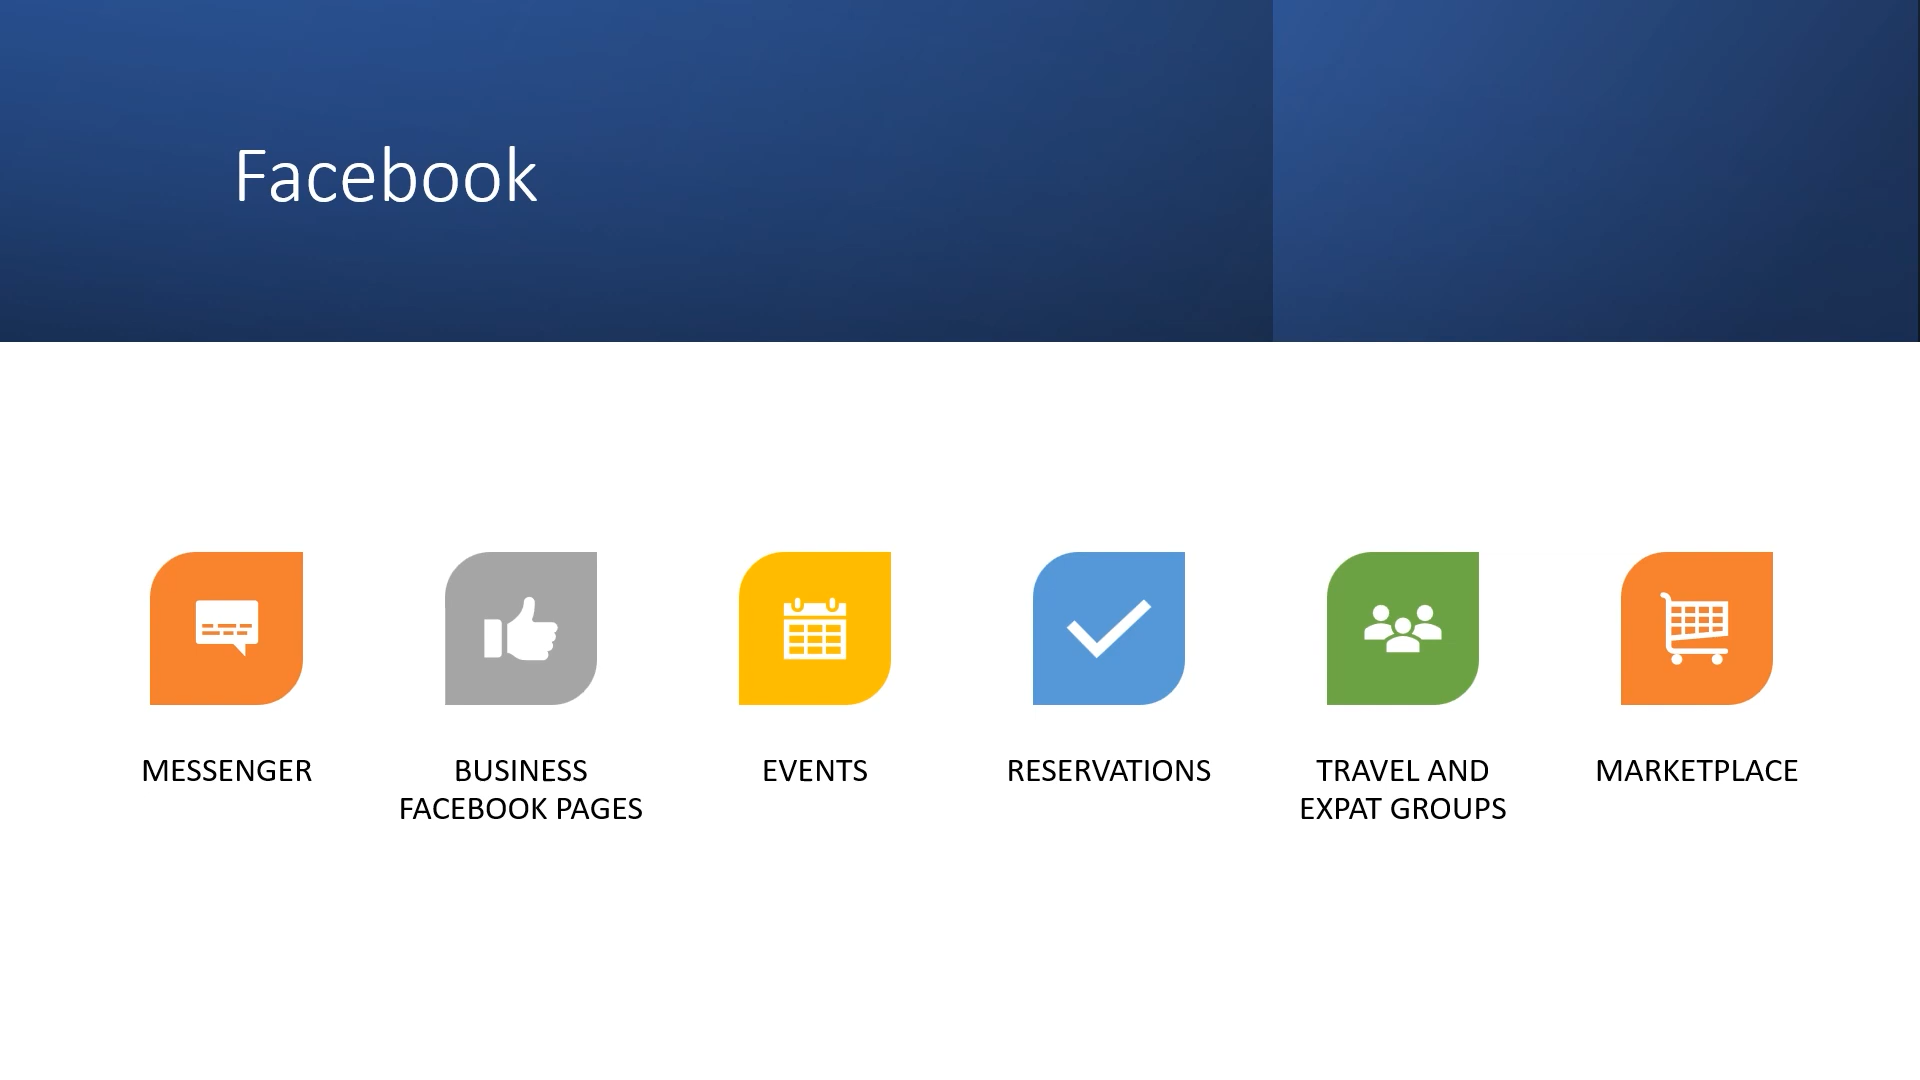 Facebook
MESSENGER
BUSINESS
FACEBOOK PAGES
EVENTS
RESERVATIONS
TRAVEL AND
EXPAT GROUPS
MARKETPLACE